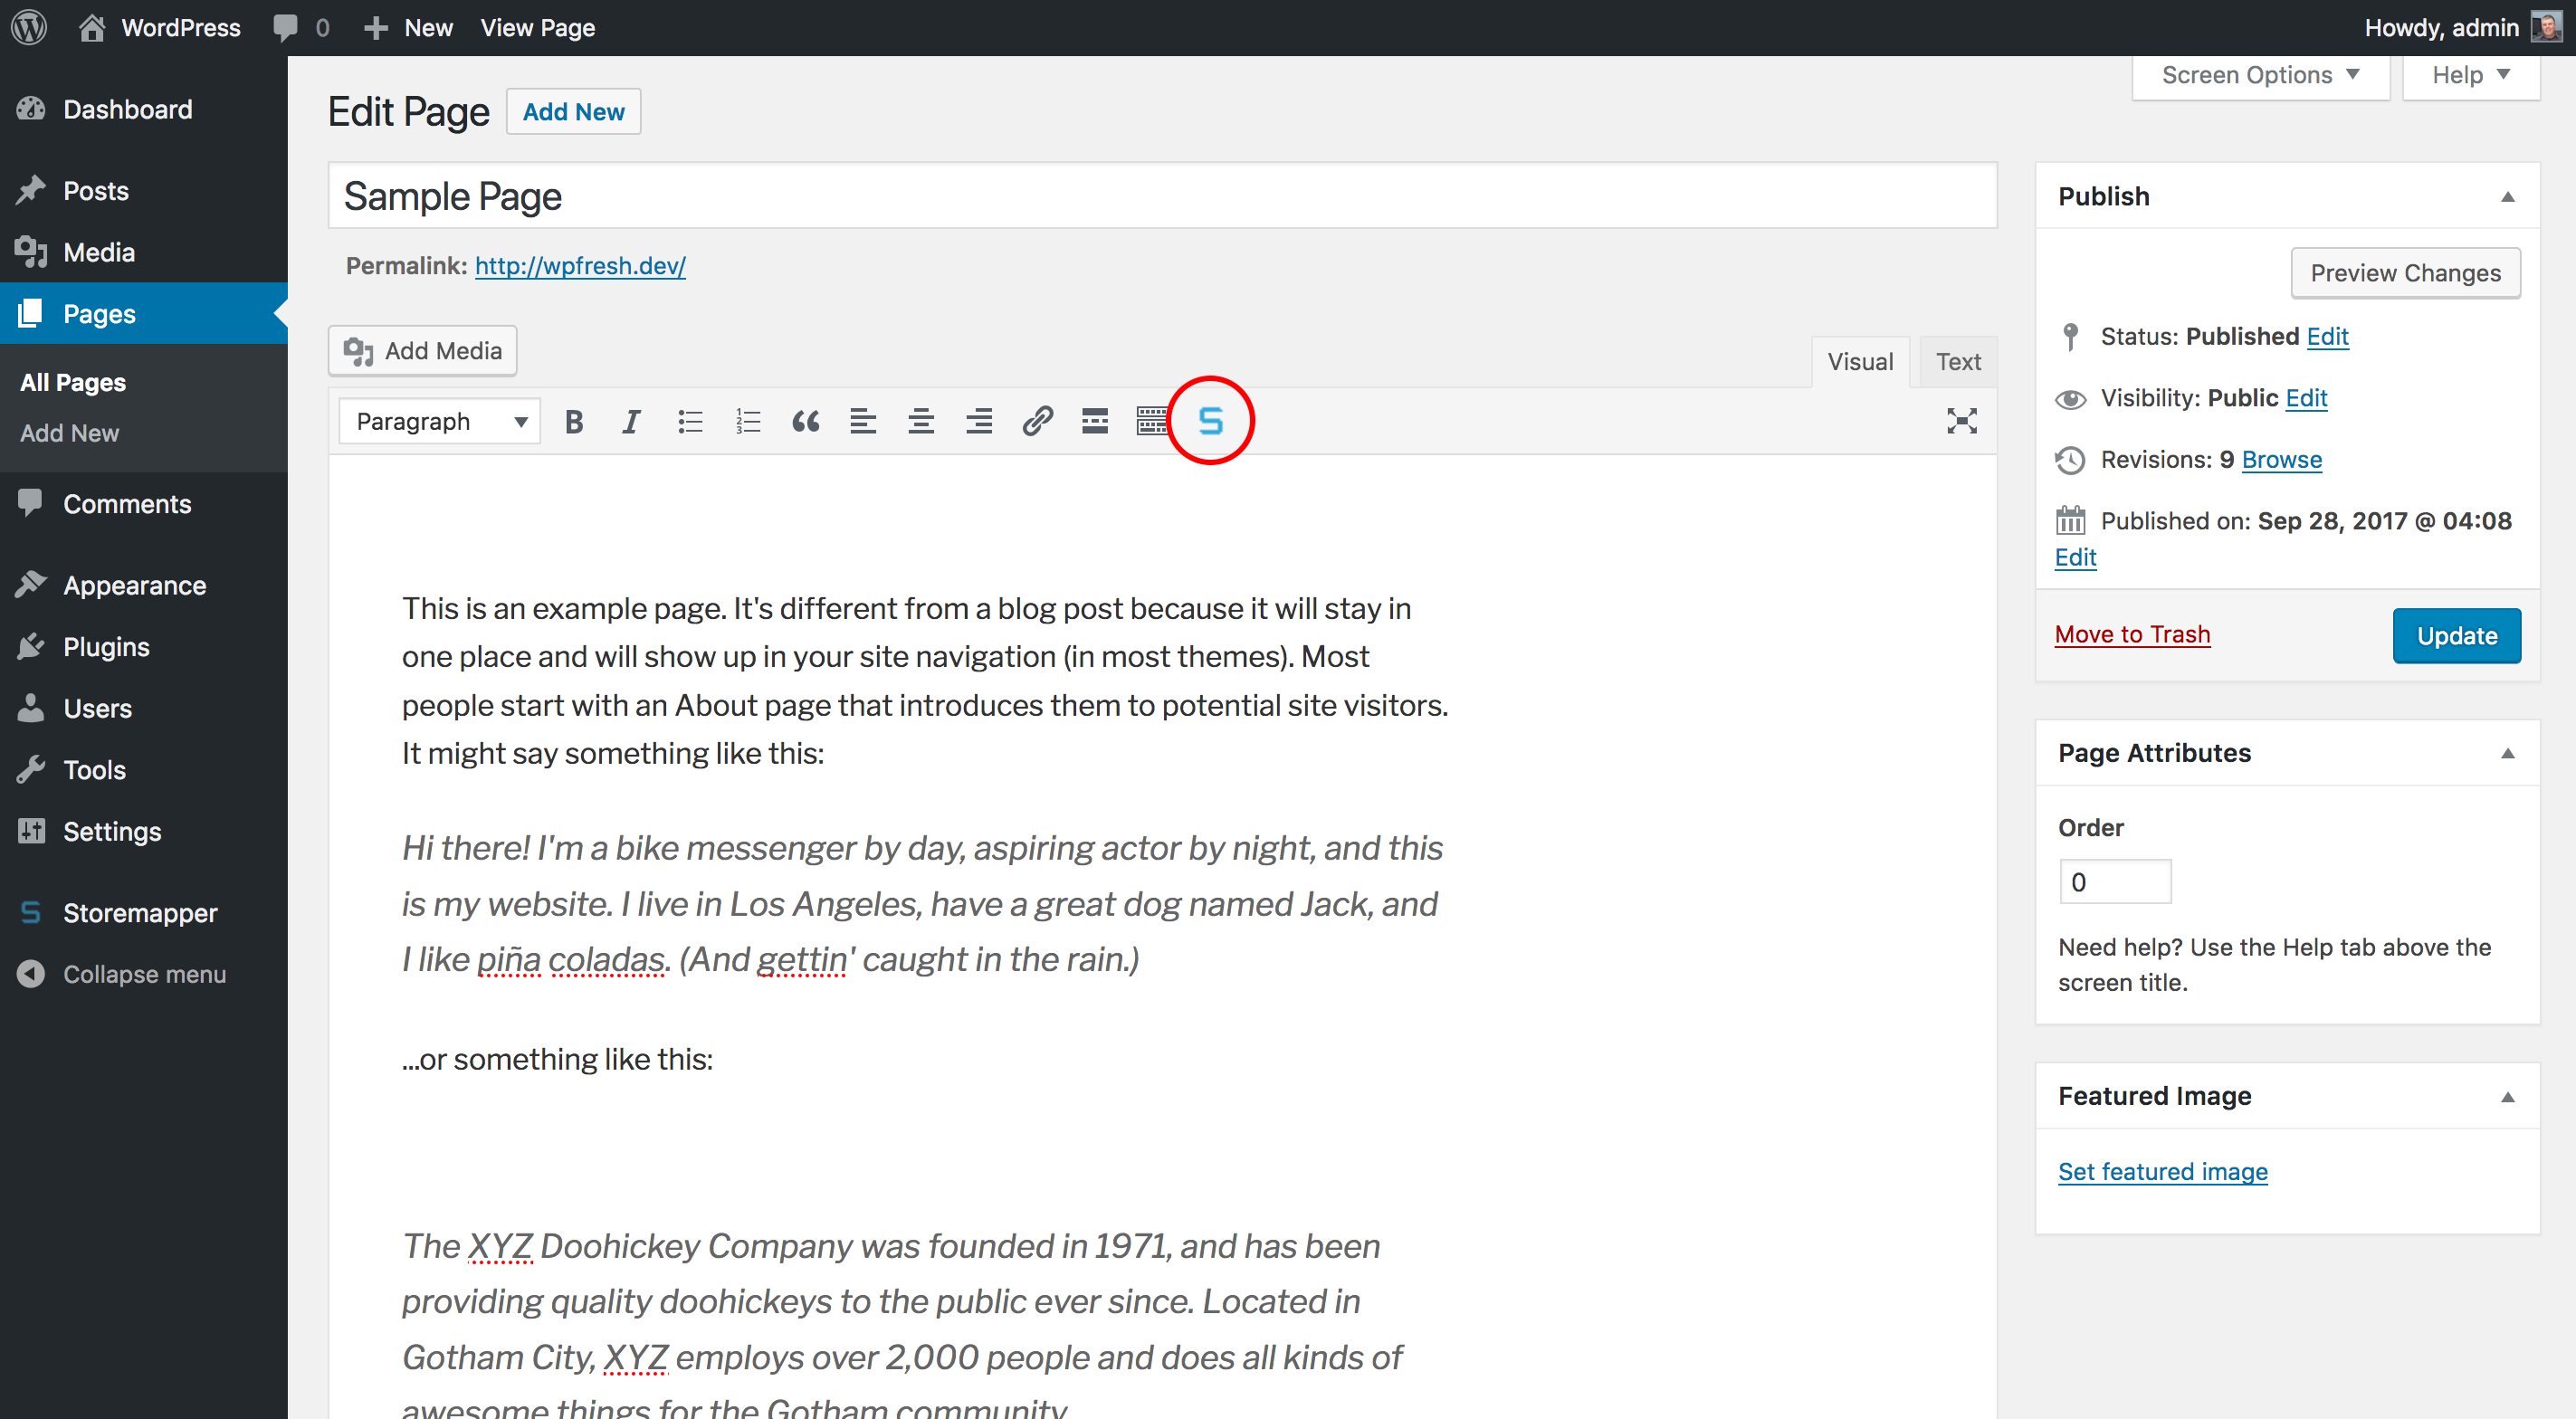 WordPress 0 New View Page Howdy, admin
Dashboard
Posts
Media
Pages
All Pages
Add New
Comments
Appearance
Plugins
Users
Tools
Settings
Storemapper
Collapse menu
Screen Options Help
Edit Page Add New
Sample Page
Permalink: http://wpfresh.dev/
Add Media
Visual Text
Paragraph B I S
This is an example page. It's different from a blog post because it will stay in
one place and will show up in your site navigation (in most themes). Most
people start with an About page that introduces them to potential site visitors.
It might say something like this:
Hi there! I'm a bike messenger by day, aspiring actor by night, and this
is my website. I live in Los Angeles, have a great dog named Jack, and
I like piña coladas. (And gettin' caught in the rain.)
...or something like this:
The XYZ Doohickey Company was founded in 1971, and has been
providing quality doohickeys to the public ever since. Located in
Gotham City, XYZ employs over 2,000 people and does all kinds of
awesome things for the Gotham community.
Publish
Preview Changes
Status: Published Edit
Visibility: Public Edit
Revisions: 9 Browse
Published on: Sep 28, 2017 @ 04:08
Edit
Move to Trash Update
Page Attributes
Order
0
Need help? Use the Help tab above the
screen title.
Featured Image
Set featured image